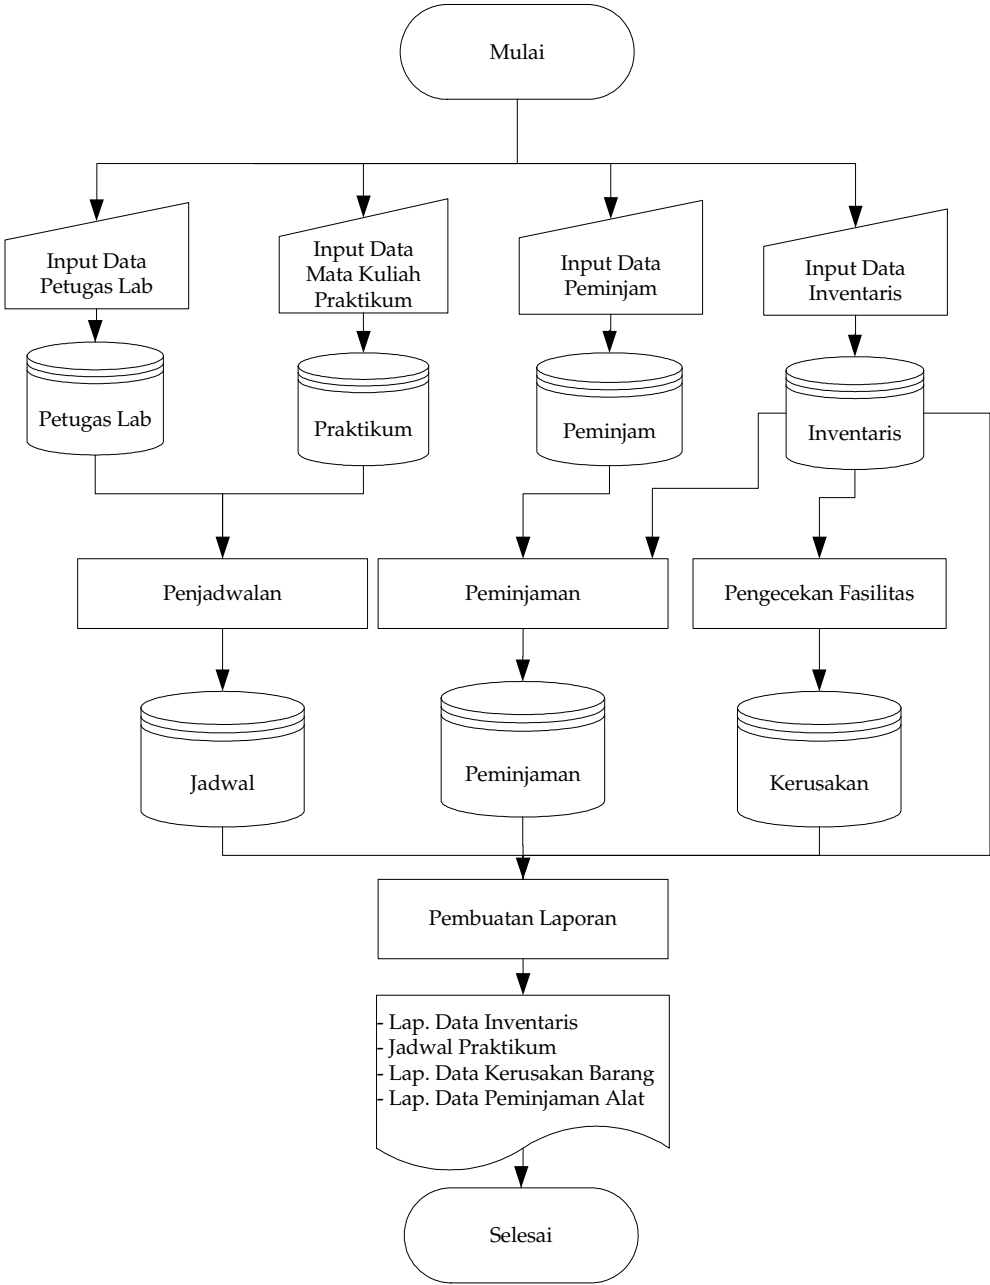 Mulai
Input Data
Petugas Lab
Input Data
Mata Kuliah
Praktikum
Input Data
Peminjam
Input Data
Inventaris
Petugas Lab
Praktikum
Peminjam
Inventaris
Penjadwalan
Peminjaman
Pengecekan Fasilitas
Jadwal
Peminjaman
Kerusakan
Pembuatan Laporan
- Lap. Data Inventaris
- Jadwal Praktikum
- Lap. Data Kerusakan Barang
- Lap. Data Peminjaman Alat
Selesai